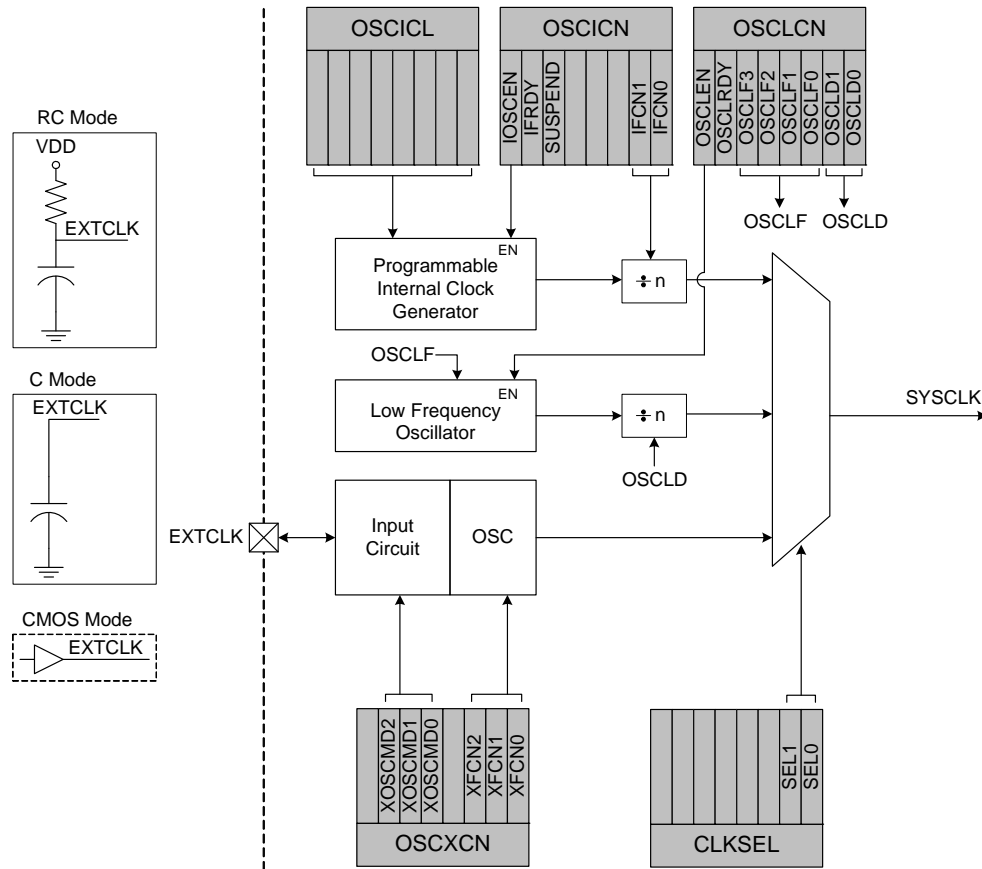 OSCICL
OSCICN
IOSCEN
IFRDY
SUSPEND
IFCN1
IFCN0
OSCLCN
OSCLEN
OSCLRDY
OSCLF3
OSCLF2
OSCLF1
OSCLF0
OSCLD1
OSCLD0
OSCLF
OSCLD
RC Mode
VDD
EXTCLK
C Mode
EXTCLK
CMOS Mode
EXTCLK
EN
Programmable
Internal Clock
Generator
÷ n
OSCLF
EN
Low Frequency
Oscillator
÷ n
OSCLD
SYSCLK
EXTCLK
Input
Circuit
OSC
XOSCMD2
XOSCMD1
XOSCMD0
XFCN2
XFCN1
XFCN0
OSCXCN
SEL1
SEL0
CLKSEL